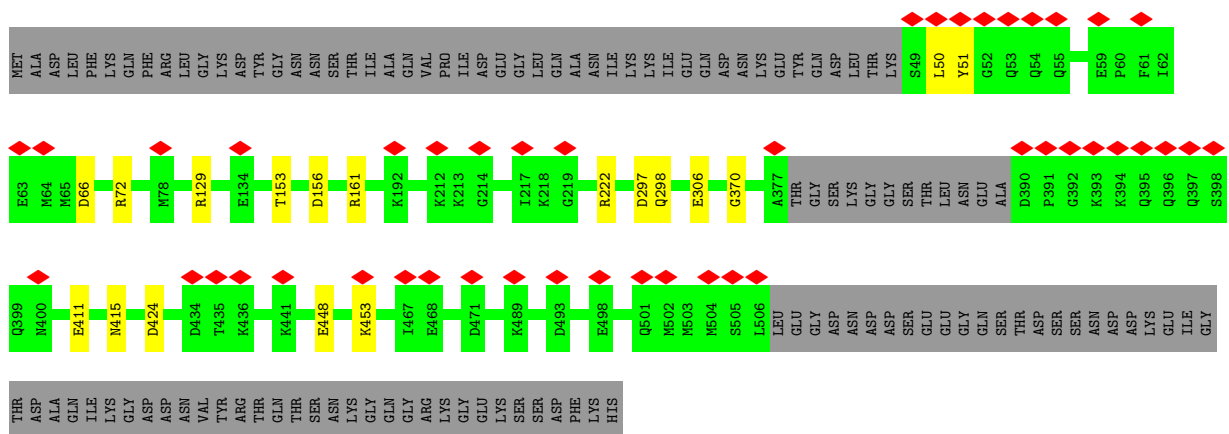 MET ALA ASP LEU PHE LYS GLN PHE ARG LEU GLY LYS ASP TYR GLY ASN ASN SER THR ILE ALA GLN VAL PRO ILE ASP GLU GLY LEU GLN ALA ASN ILE LYS LYS ILE GLU GLN ASP ASN LYS GLU TYR GLN ASP LEU THR LYS S49 L50 Y51 G52 Q53 Q54 Q55 E59 P60 F61 I62
E63 M64 M65 D66 R72 M78 R129 E134 T153 D156 R161 K192 K212 K213 G214 I217 K218 G219 R222 D297 Q298 E306 G370 A377 THR GLY SER LYS GLY GLY SER THR LEU ASN GLU ALA D390 P391 G392 K393 K394 Q395 Q396 Q397 S398
Q399 N400 E411 N415 D424 D434 T435 K436 K441 E448 K453 I467 E468 D471 K489 D493 E498 Q501 M502 M503 M504 S505 L506 LEU GLU GLY ASP ASN ASP ASP SER GLU GLU GLY GLN SER THR ASP SER SER ASN ASP ASP LYS GLU ILE GLY
THR ASP ALA GLN ILE LYS GLY ASP ASP ASN VAL TYR ARG THR GLN THR SER ASN LYS GLY GLN GLY ARG LYS GLY GLU LYS SER SER ASP PHE LYS HIS